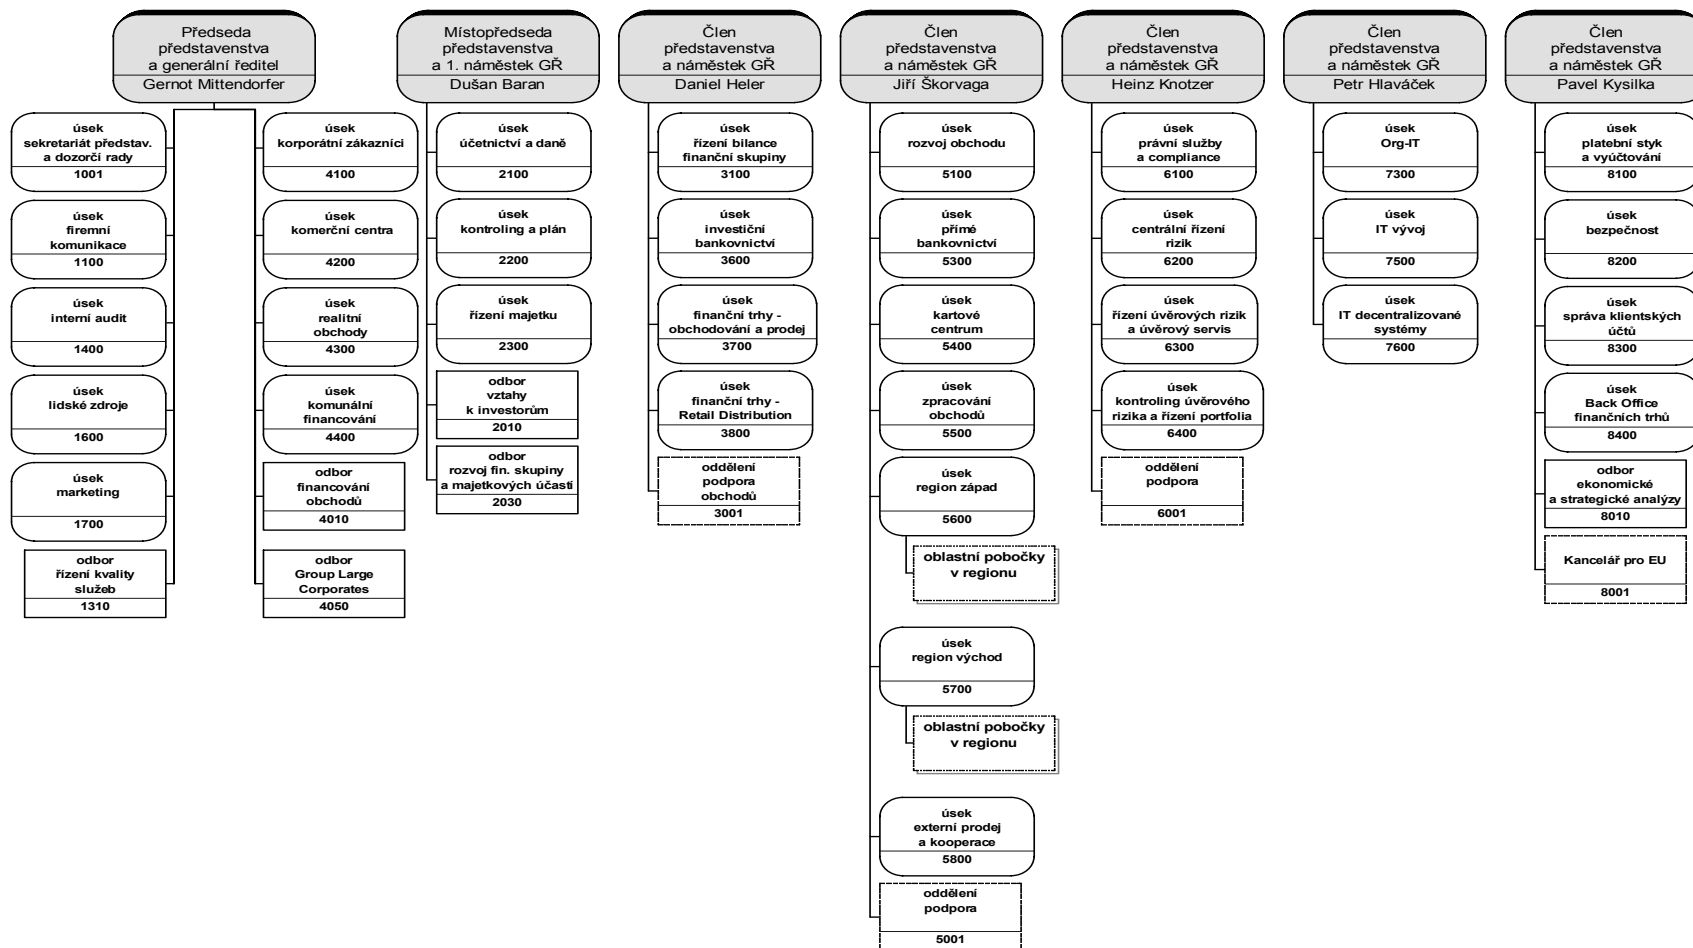 Předseda
představenstva
a generální ředitel
Gernot Mittendorfer
úsek
sekretariát představ.
a dozorčí rady
1001
úsek
firemní
komunikace
1100
úsek
interní audit
1400
úsek
lidské zdroje
1600
úsek
marketing
1700
odbor
řízení kvality
služeb
1310
úsek
korporátní zákazníci
4100
úsek
komerční centra
4200
úsek
realitní
obchody
4300
úsek
komunální
financování
4400
odbor
financování
obchodů
4010
odbor
Group Large
Corporates
4050
Místopředseda
představenstva
a 1. náměstek GŘ
Dušan Baran
úsek
účetnictví a daně
2100
úsek
kontroling a plán
2200
úsek
řízení majetku
2300
odbor
vztahy
k investorům
2010
odbor
rozvoj fin. skupiny
a majetkových účastí
2030
Člen
představenstva
a náměstek GŘ
Daniel Heler
úsek
řízení bilance
finanční skupiny
3100
úsek
investiční
bankovnictví
3600
úsek
finanční trhy -
obchodování a prodej
3700
úsek
finanční trhy -
Retail Distribution
3800
oddělení
podpora
obchodů
3001
Člen
představenstva
a náměstek GŘ
Jiří Škorvaga
úsek
rozvoj obchodu
5100
úsek
přímé
bankovnictví
5300
úsek
kartové
centrum
5400
úsek
zpracování
obchodů
5500
úsek
region západ
5600
oblastní pobočky
v regionu
úsek
region východ
5700
oblastní pobočky
v regionu
úsek
externí prodej
a kooperace
5800
oddělení
podpora
5001
Člen
představenstva
a náměstek GŘ
Heinz Knotzer
úsek
právní služby
a compliance
6100
úsek
centrální řízení
rizik
6200
úsek
řízení úvěrových rizik
a úvěrový servis
6300
úsek
kontroling úvěrového
rizika a řízení portfolia
6400
oddělení
podpora
6001
Člen
představenstva
a náměstek GŘ
Petr Hlaváček
úsek
Org-IT
7300
úsek
IT vývoj
7500
úsek
IT decentralizované
systémy
7600
Člen
představenstva
a náměstek GŘ
Pavel Kysilka
úsek
platební styk
a vyúčtování
8100
úsek
bezpečnost
8200
úsek
správa klientských
účtů
8300
úsek
Back Office
finančních trhů
8400
odbor
ekonomické
a strategické analýzy
8010
Kancelář pro EU
8001